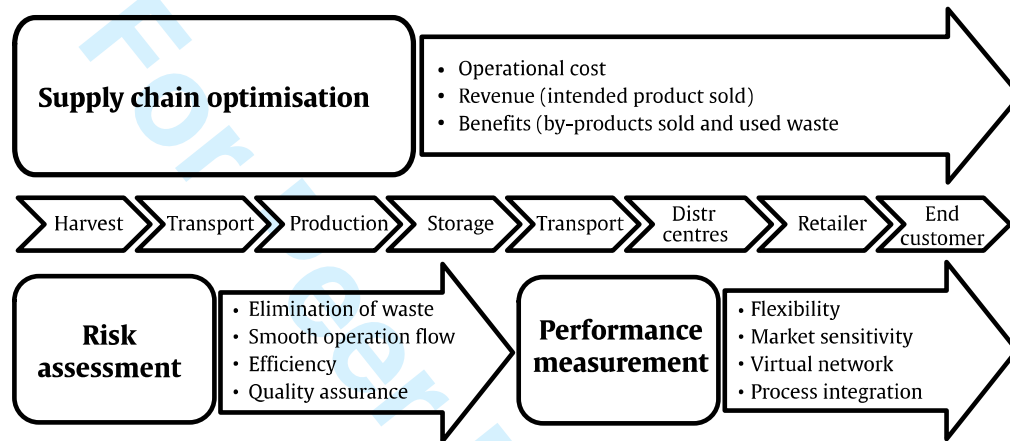 Supply chain optimisation
• Operational cost
• Revenue (intended product sold)
• Benefits (by-products sold and used waste
Harvest
Transport
Production
Storage
Transport
Distr
centres
Retailer
End
customer
Risk
assessment
• Elimination of waste
• Smooth operation flow
• Efficiency
• Quality assurance
Performance
measurement
• Flexibility
• Market sensitivity
• Virtual network
• Process integration
For Peer